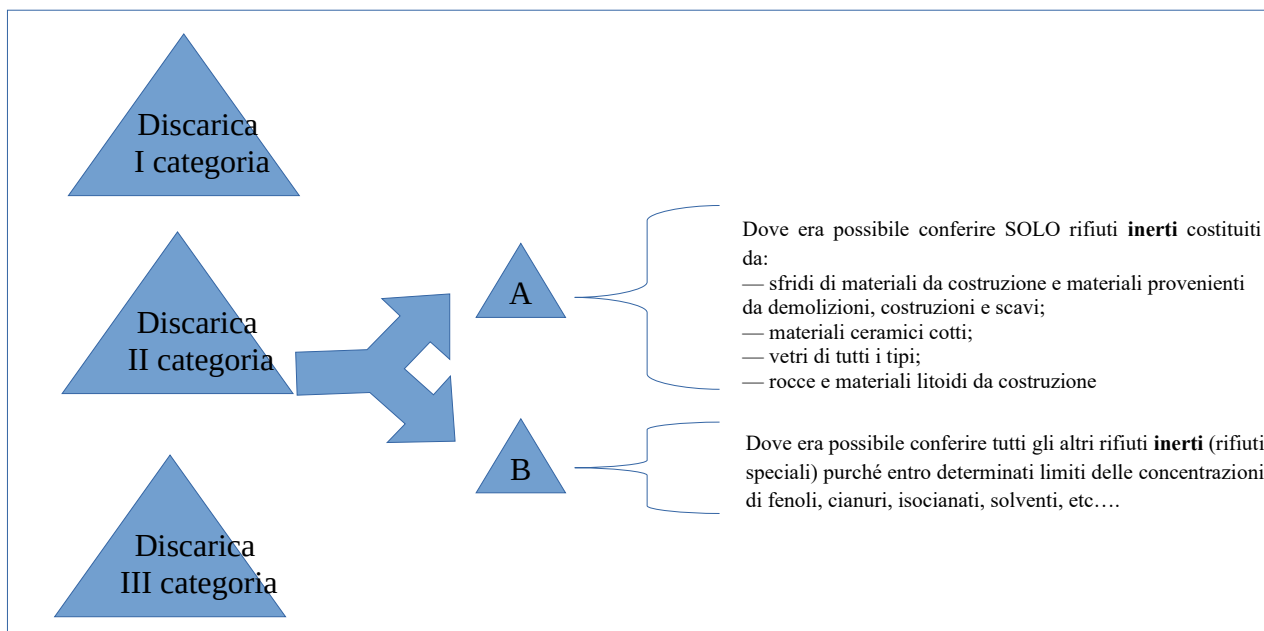 Discarica
I categoria
Discarica
II categoria
Discarica
III categoria
A
Dove era possibile conferire SOLO rifiuti inerti costituiti
da:
— sfridi di materiali da costruzione e materiali provenienti
da demolizioni, costruzioni e scavi;
— materiali ceramici cotti;
— vetri di tutti i tipi;
— rocce e materiali litoidi da costruzione
B
Dove era possibile conferire tutti gli altri rifiuti inerti (rifiuti
speciali) purché entro determinati limiti delle concentrazioni
di fenoli, cianuri, isocianati, solventi, etc….